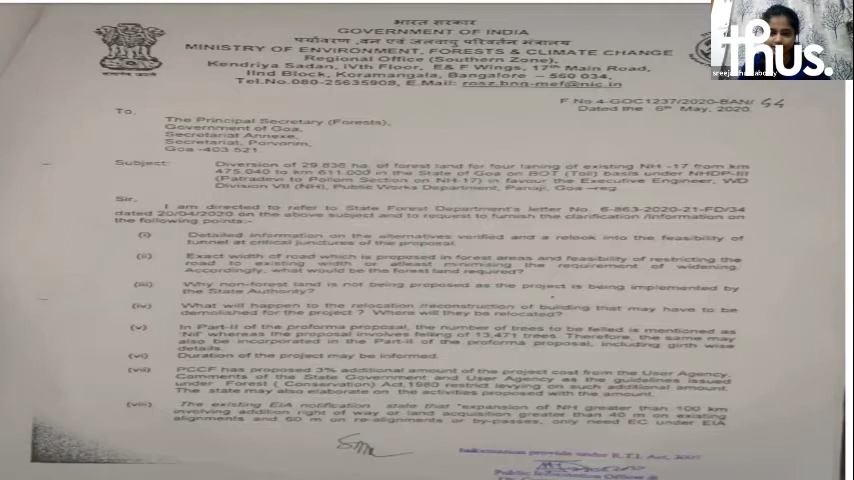 भारत सरकार
GOVERNMENT OF INDIA
पर्यावरण ,वन एवं जलवायु परिवर्तन मंत्रालय
MINISTRY OF ENVIRONMENT, FORESTS & CLIMATE CHANGE
Regional Office (Southern Zone),
Kendriya Sadan, IVth Floor, E& F Wings, 17th Main Road,
IInd Block, Koramangala, Bangalore – 560 034,
Tel.No.080-25635908, E.Mail: rosz.bng-mef@nic.in
ithus.
F.No.4-GOC1237/2020-BAN/ 54
Dated the 6th May, 2020.
To,
The Principal Secretary (Forests),
Government of Goa,
Secretariat Annexe,
Secretariat, Porvorim,
Goa -403 521
Subject: Diversion of 29.836 ha. of forest land for four laning of existing NH -17 from km
475.040 to km 611.000 in the State of Goa on BOT (Toll) basis under NHDP-III
(Patradevi to Pollem Section on NH-17) in favour the Executive Engineer, WD
Division VII (NH), Public Works Department, Panaji, Goa –reg.
Sir,
I am directed to refer to State Forest Department's letter No. 6-863-2020-21-FD/34
dated 20/04/2020 on the above subject and to request to furnish the clarification /information on
the following points:-
(i) Detailed information on the alternatives verified and a relook into the feasibility of
tunnel at critical junctures of the proposal.
(ii) Exact width of road which is proposed in forest areas and feasibility of restricting the
road to existing width or atleast minimising the requirement of widening.
Accordingly, what would be the forest land required?
(iii) Why non-forest land is not being proposed as the project is being implemented by
the State Authority?
(iv) What will happen to the relocation /reconstruction of building that may have to be
demolished for the project ? Where will they be relocated?
(v) In Part-II of the proforma proposal, the number of trees to be felled is mentioned as
'Nil' whereas the proposal involves felling of 13,471 trees. Therefore, the same may
also be incorporated in the Part-II of the proforma proposal, including girth wise
details.
(vi) Duration of the project may be informed.
(vii) PCCF has proposed 3% additional amount of the project cost from the User Agency.
Comments of the State Government and User Agency as the guidelines issued
under Forest ( Conservation) Act,1980 restrict levying on such additional amount.
The state may also elaborate on the activities proposed with the amount.
(viii) The existing EIA notification state that "expansion of NH greater than 100 km
involving addition right of way or land acquisition greater than 40 m on existing
alignments and 60 m on re-alignments or by-passes, only need EC under EIA
Information provide under R.T.I. Act, 2005
Public Information Officer &